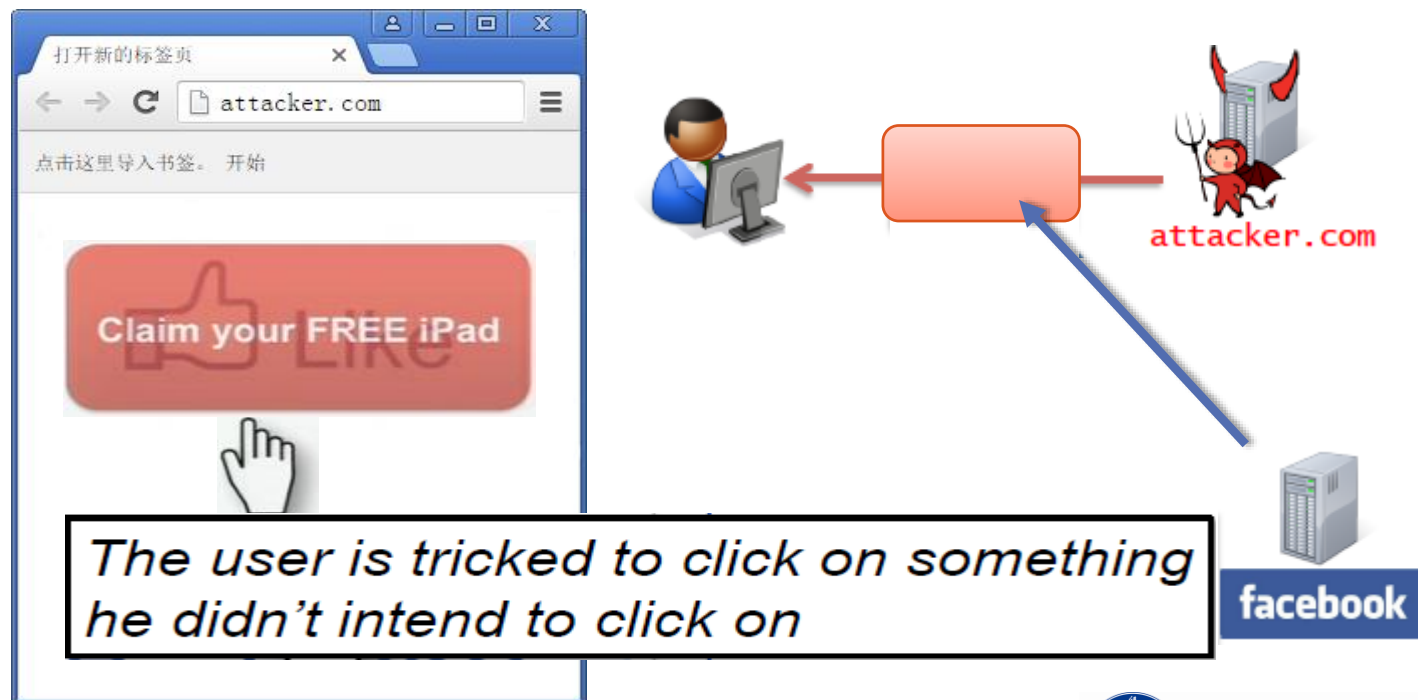 打开新的标签页
attacker.com
点击这里导入书签。 开始
Claim your FREE iPad
Like
attacker.com
The user is tricked to click on something
he didn't intend to click on
facebook